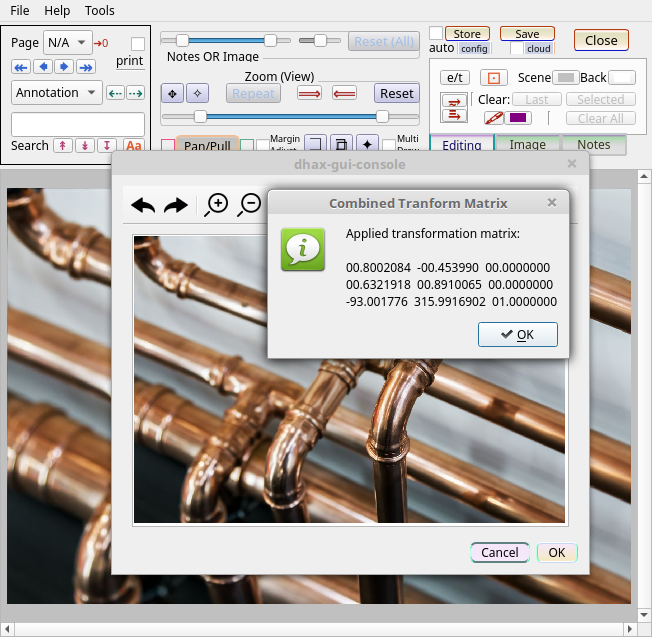 File Help Tools
Page N/A →0
print
Annotation
Search Aa
Notes OR Image
Reset (All)
Zoom (View)
Repeat Reset
Pan/Pull Margin Multi
Store Save Close
auto config cloud
e/t Scene Back
Clear: Last Selected
Clear All
Editing Image Notes
dhax-gui-console
Combined Tranform Matrix
Applied transformation matrix:
00.8002084 -00.453990 00.0000000
00.6321918 00.8910065 00.0000000
-93.001776 315.9916902 01.0000000
OK
Cancel OK